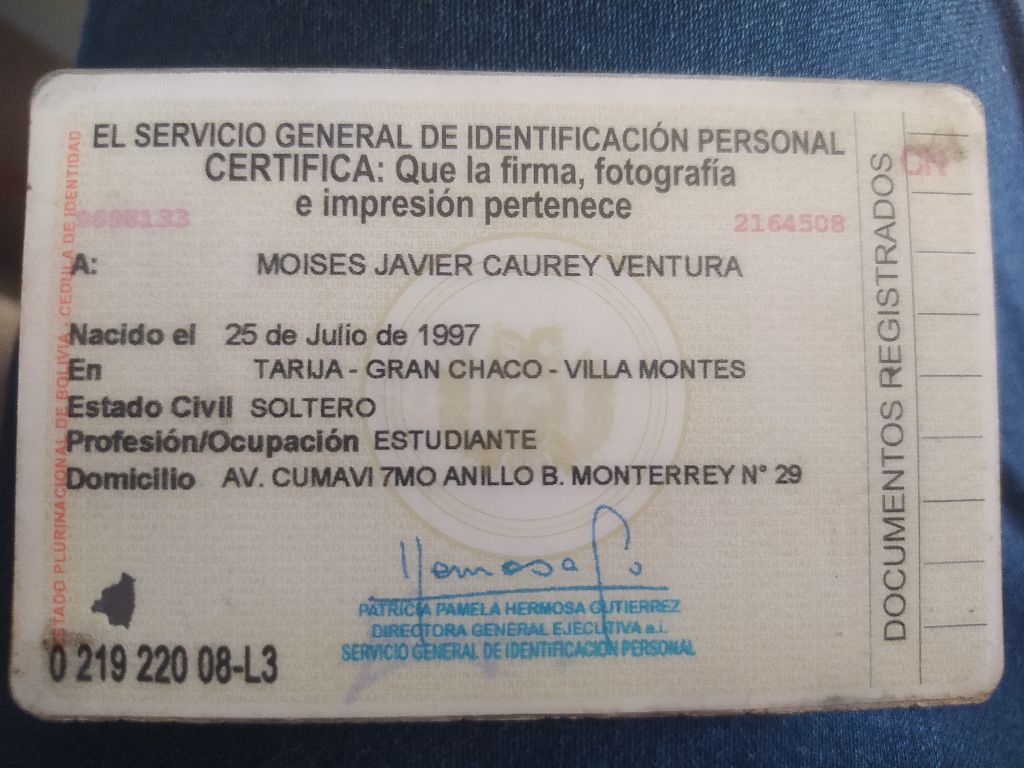 EL SERVICIO GENERAL DE IDENTIFICACIÓN PERSONAL
CERTIFICA: Que la firma, fotografía
e impresión pertenece
2164508
A: MOISES JAVIER CAUREY VENTURA
Nacido el 25 de Julio de 1997
En TARIJA - GRAN CHACO - VILLA MONTES
Estado Civil SOLTERO
Profesión/Ocupación ESTUDIANTE
Domicilio AV. CUMAVI 7MO ANILLO B. MONTERREY N° 29
Hermosa
PATRICIA PAMELA HERMOSA GUTIERREZ
DIRECTORA GENERAL EJECUTIVA a.i.
SERVICIO GENERAL DE IDENTIFICACION PERSONAL
0 219 220 08-L3
ESTADO PLURINACIONAL DE BOLIVIA - CEDULA DE IDENTIDAD
DOCUMENTOS REGISTRADOS
CN